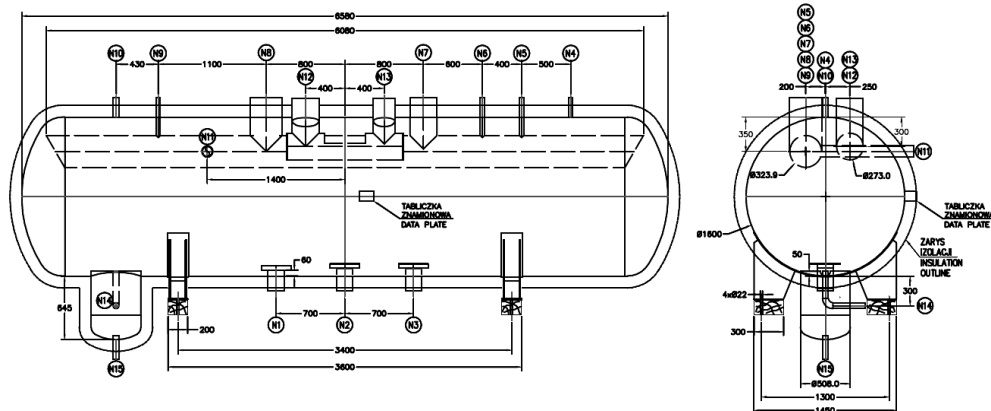 6580
6080
N10
N9
N8
N7
N6
N5
N4
430
1100
800
800
600
400
500
N12
N13
400
400
N11
1400
TABLICZKA
ZNAMIONOWA
DATA PLATE
60
N14
645
200
700
700
N1
N2
N3
N15
3400
3600
N5
N6
N7
N8
N9
N4
N10
N13
N12
200
250
350
300
N11
Ø323.9
Ø273.0
TABLICZKA
ZNAMIONOWA
DATA PLATE
Ø1600
ZARYS
IZOLACJI
INSULATION
OUTLINE
50
4xØ22
300
300
N14
N15
Ø508.0
1300
1450